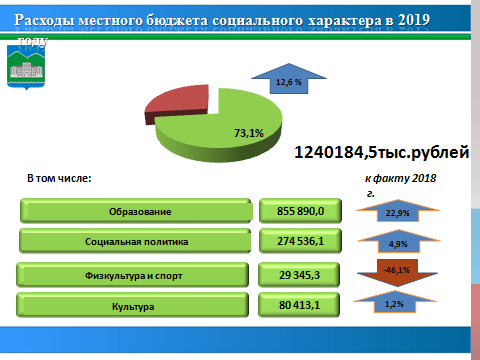 Расходы местного бюджета социального характера в 2019
году
12,6 %
73,1%
1240184,5тыс.рублей
В том числе:
к факту 2018
г.
Образование
855 890,0
22,9%
Социальная политика
274 536,1
4,9%
Физкультура и спорт
29 345,3
-46,1%
Культура
80 413,1
1,2%